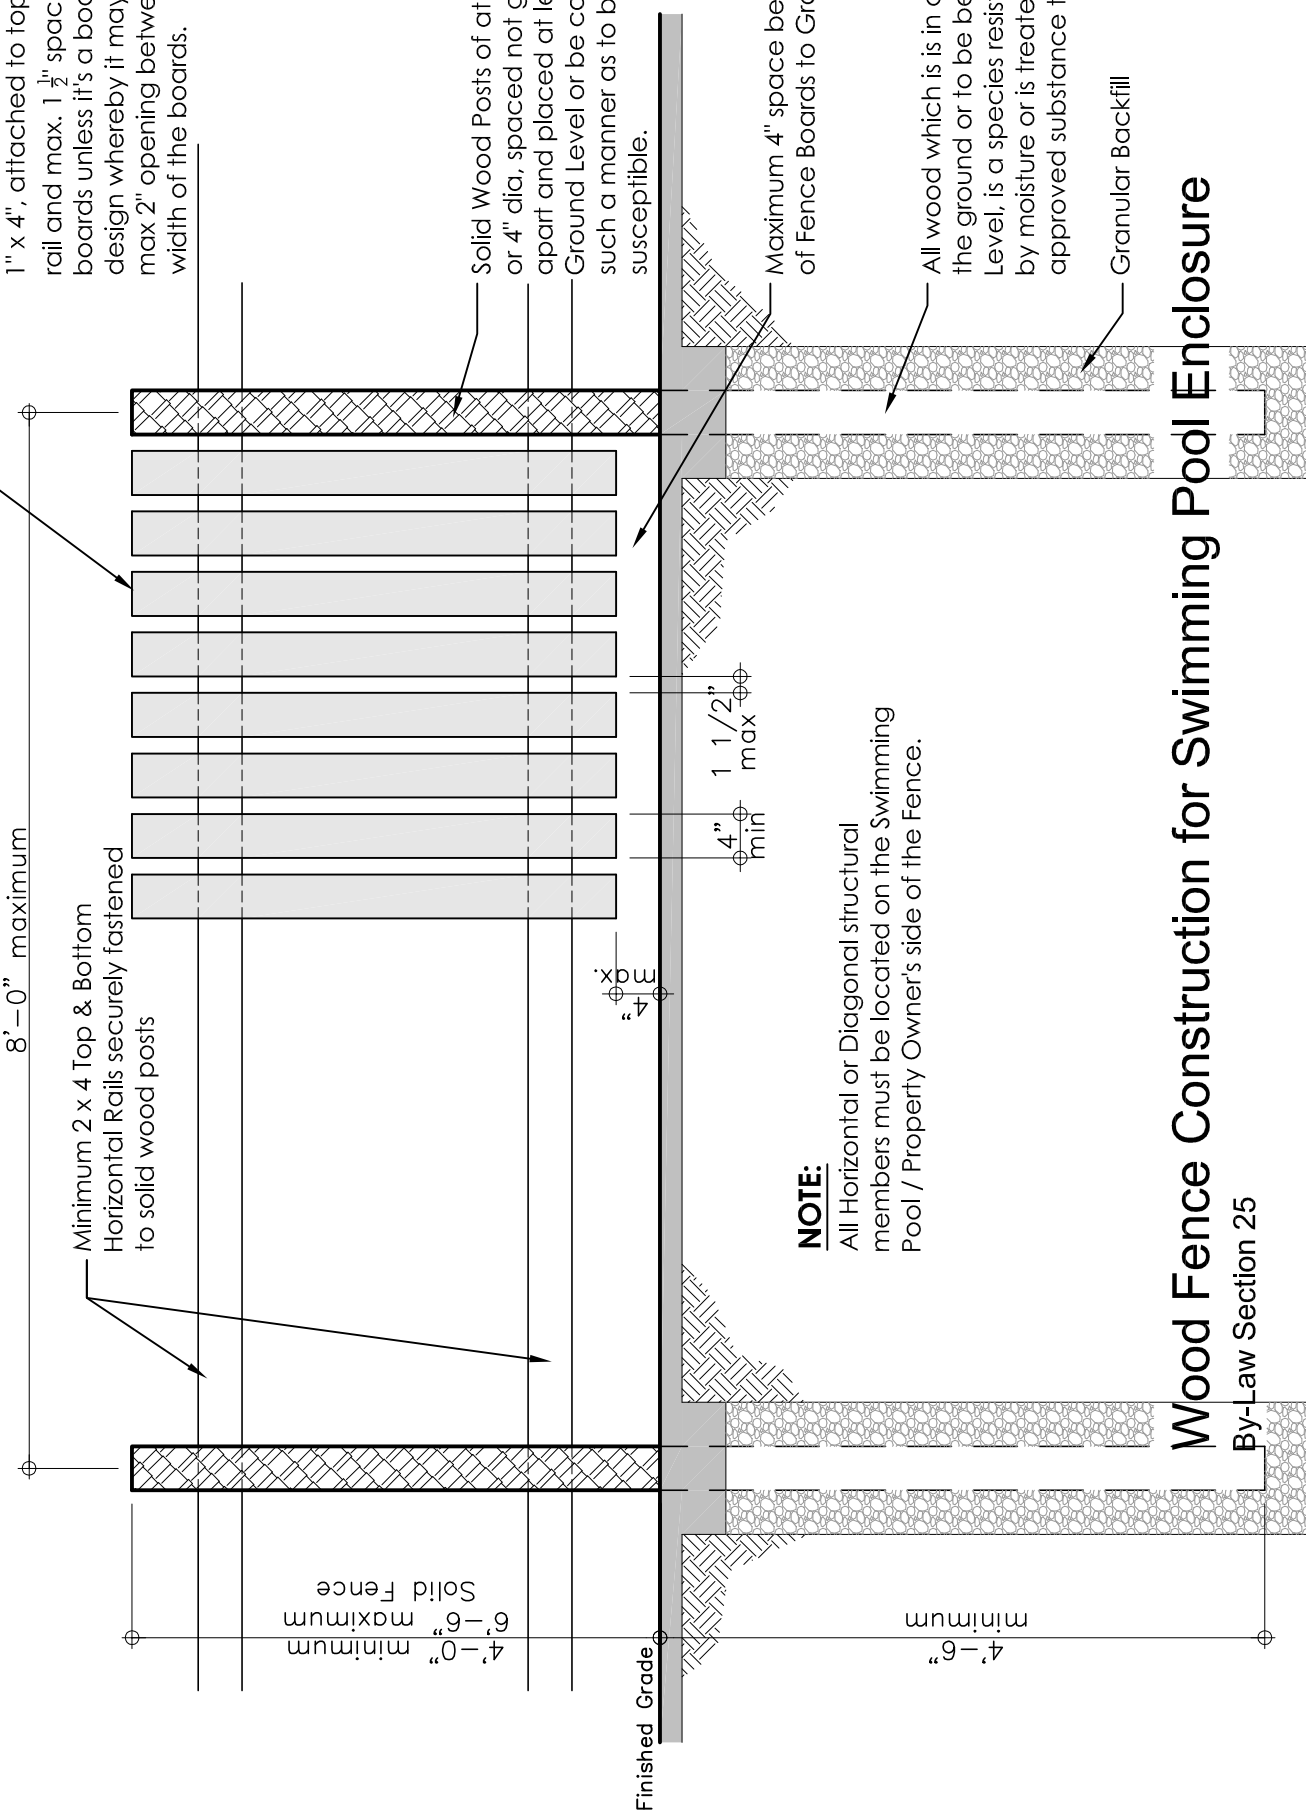 8'-0" maximum
Minimum 2 x 4 Top & Bottom
Horizontal Rails securely fastened
to solid wood posts
1" x 4", attached to top
rail and max. 1 1/2" spac
boards unless it's a boa
design whereby it may
max 2" opening betwe
width of the boards.
Solid Wood Posts of at
or 4" dia, spaced not g
apart and placed at le
Ground Level or be co
such a manner as to b
susceptible.
Maximum 4" space be
of Fence Boards to Gro
All wood which is is in c
the ground or to be be
Level, is a species resis
by moisture or is treate
approved substance t
Granular Backfill
4'-0" minimum
6'-6" maximum
Solid Fence
4" max.
4"
min
1 1/2"
max
Finished Grade
4'-6"
minimum
NOTE:
All Horizontal or Diagonal structural
members must be located on the Swimming
Pool / Property Owner's side of the Fence.
Wood Fence Construction for Swimming Pool Enclosure
By-Law Section 25